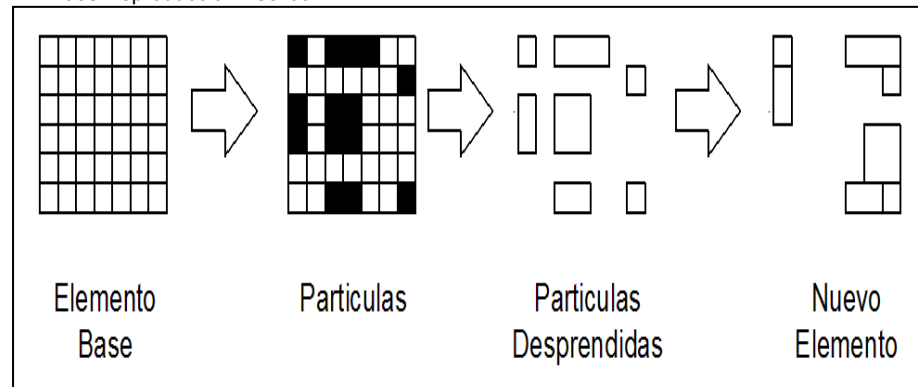 Elemento
Base
Particulas
Particulas
Desprendidas
Nuevo
Elemento